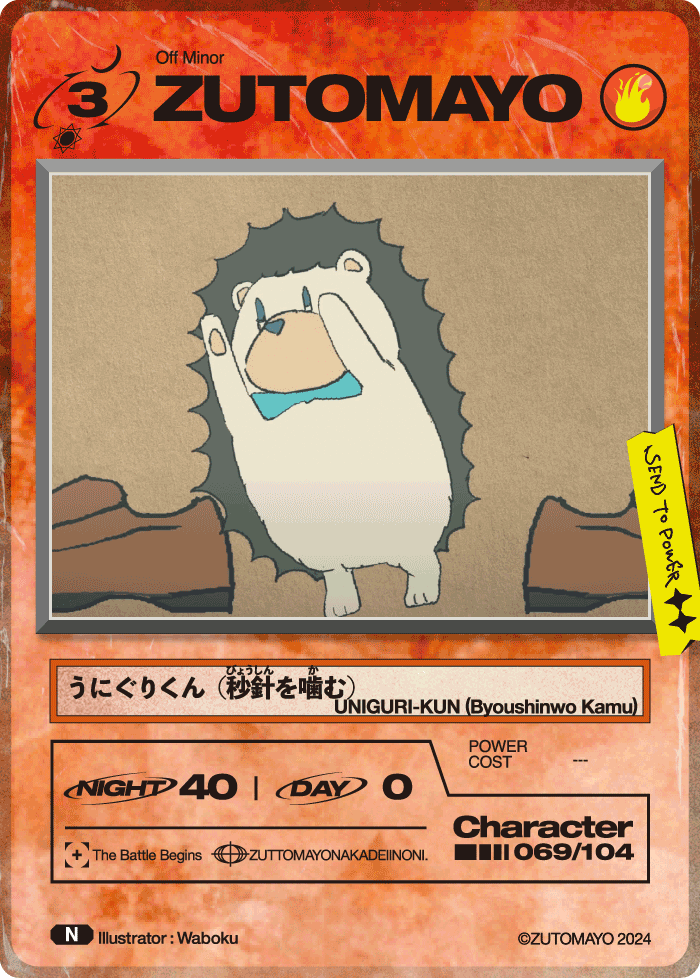 Off Minor
3 ZUTOMAYO
SEND TO POWER
うにぐりくん（秒針を噛む）
びょうしん か
UNIGURI-KUN (Byoushinwo Kamu)
NIGHT 40 | DAY 0
POWER
COST ---
The Battle Begins ZUTTOMAYONAKADEIINONI.
Character
069/104
N Illustrator : Waboku
©ZUTOMAYO 2024